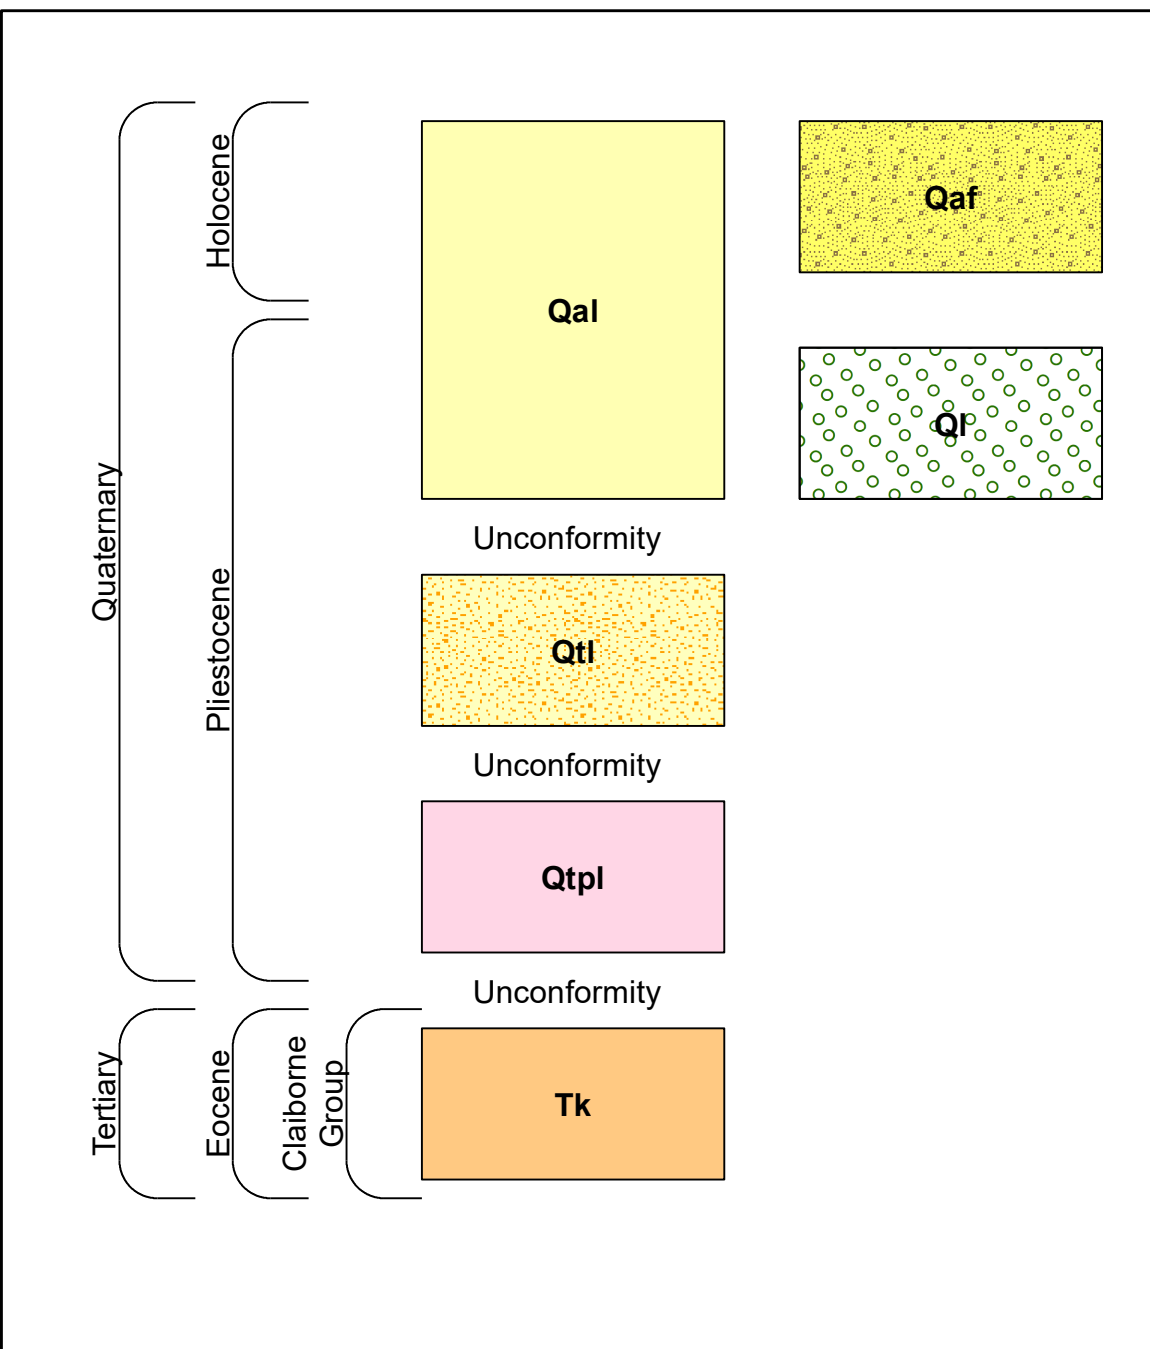 Quaternary
Holocene
Pliestocene
Qal
Qaf
Ql
Unconformity
Qtl
Unconformity
Qtpl
Unconformity
Tertiary
Eocene
Claiborne
Group
Tk